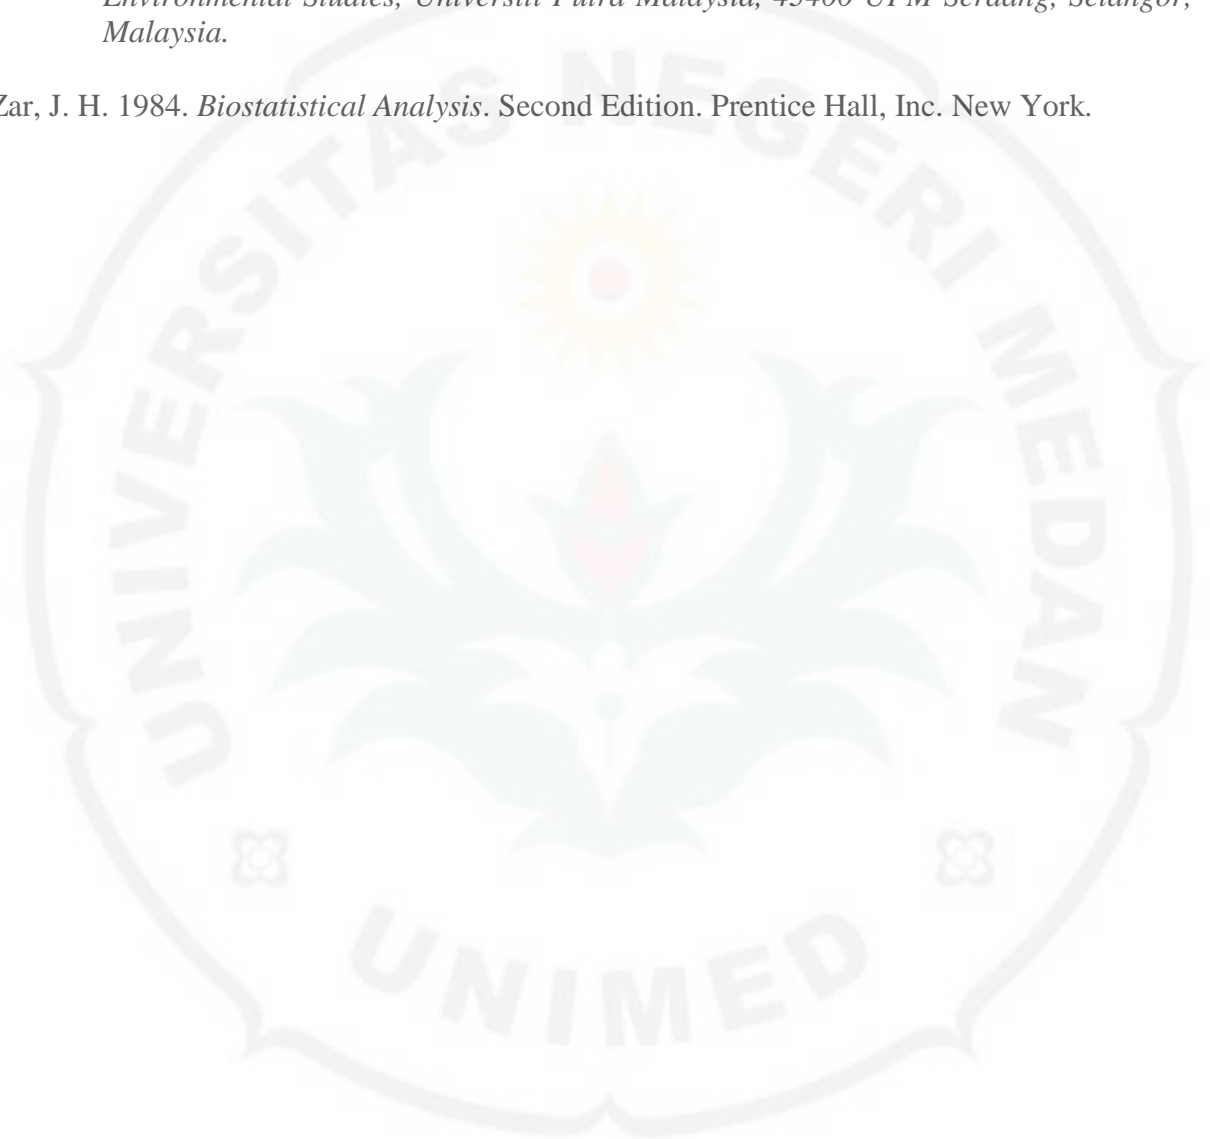 Environmental Studies, Universiti Putra Malaysia, 43400 UPM Serdang, Selangor,
Malaysia.
Zar, J. H. 1984. Biostatistical Analysis. Second Edition. Prentice Hall, Inc. New York.
UNIVERSITAS NEGERI MEDAN
UNIMED